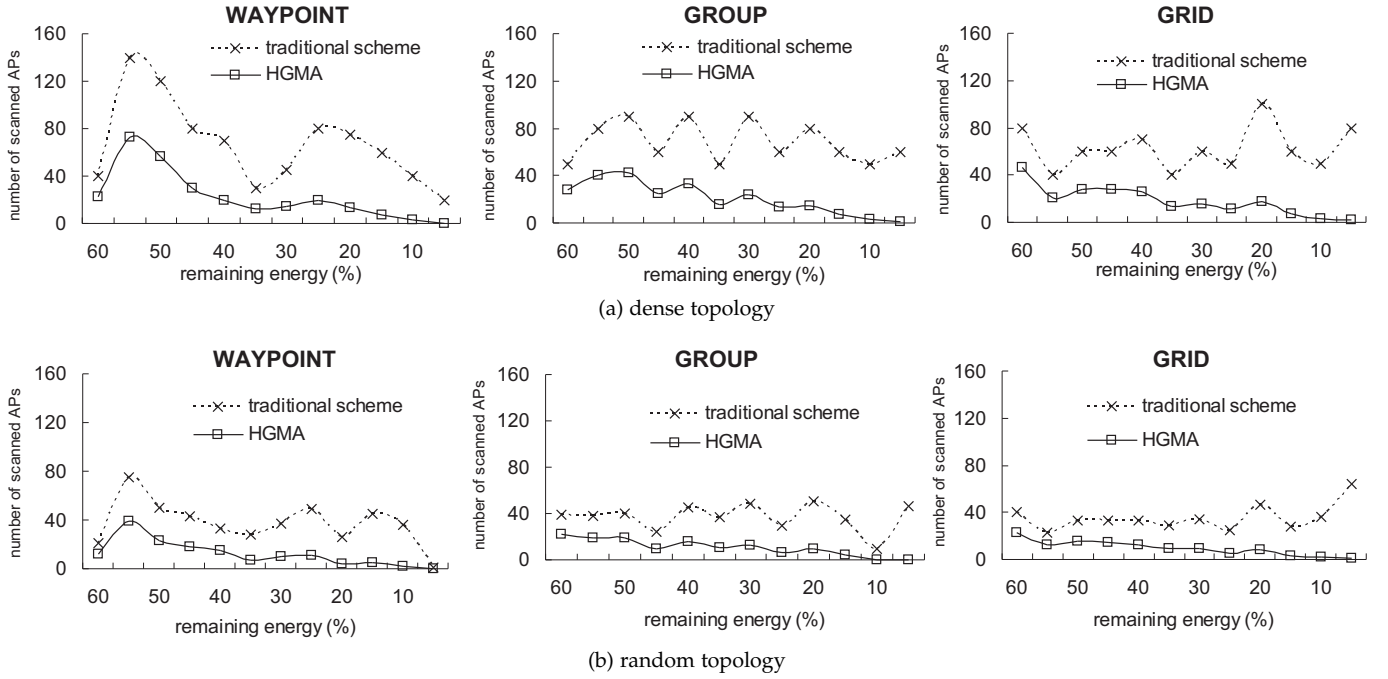 WAYPOINT
number of scanned APs
160
120
80
40
0
traditional scheme
HGMA
60 50 40 30 20 10
remaining energy (%)
GROUP
number of scanned APs
160
120
80
40
0
traditional scheme
HGMA
60 50 40 30 20 10
remaining energy (%)
GRID
number of scanned APs
160
120
80
40
0
traditional scheme
HGMA
60 50 40 30 20 10
remaining energy (%)
(a) dense topology
WAYPOINT
number of scanned APs
160
120
80
40
0
traditional scheme
HGMA
60 50 40 30 20 10
remaining energy (%)
GROUP
number of scanned APs
160
120
80
40
0
traditional scheme
HGMA
60 50 40 30 20 10
remaining energy (%)
GRID
number of scanned APs
160
120
80
40
0
traditional scheme
HGMA
60 50 40 30 20 10
remaining energy (%)
(b) random topology